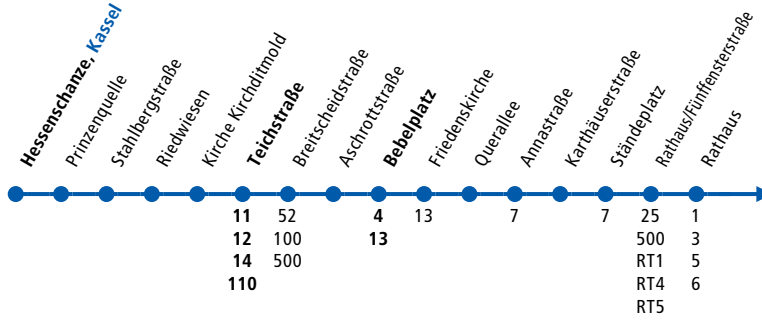 Hessenschanze, Kassel
Prinzenquelle
Stahlbergstraße
Riedwiesen
Kirche Kirchditmold
Teichstraße
Breitscheidstraße
Aschrottstraße
Bebelplatz
Friedenskirche
Querallee
Annastraße
Karthäuserstraße
Ständeplatz
Rathaus/Fünffensterstraße
Rathaus
11 52 4 13 7 7 25 1
12 100 13 500 3
14 500 RT1 5
110 RT4 6
RT5